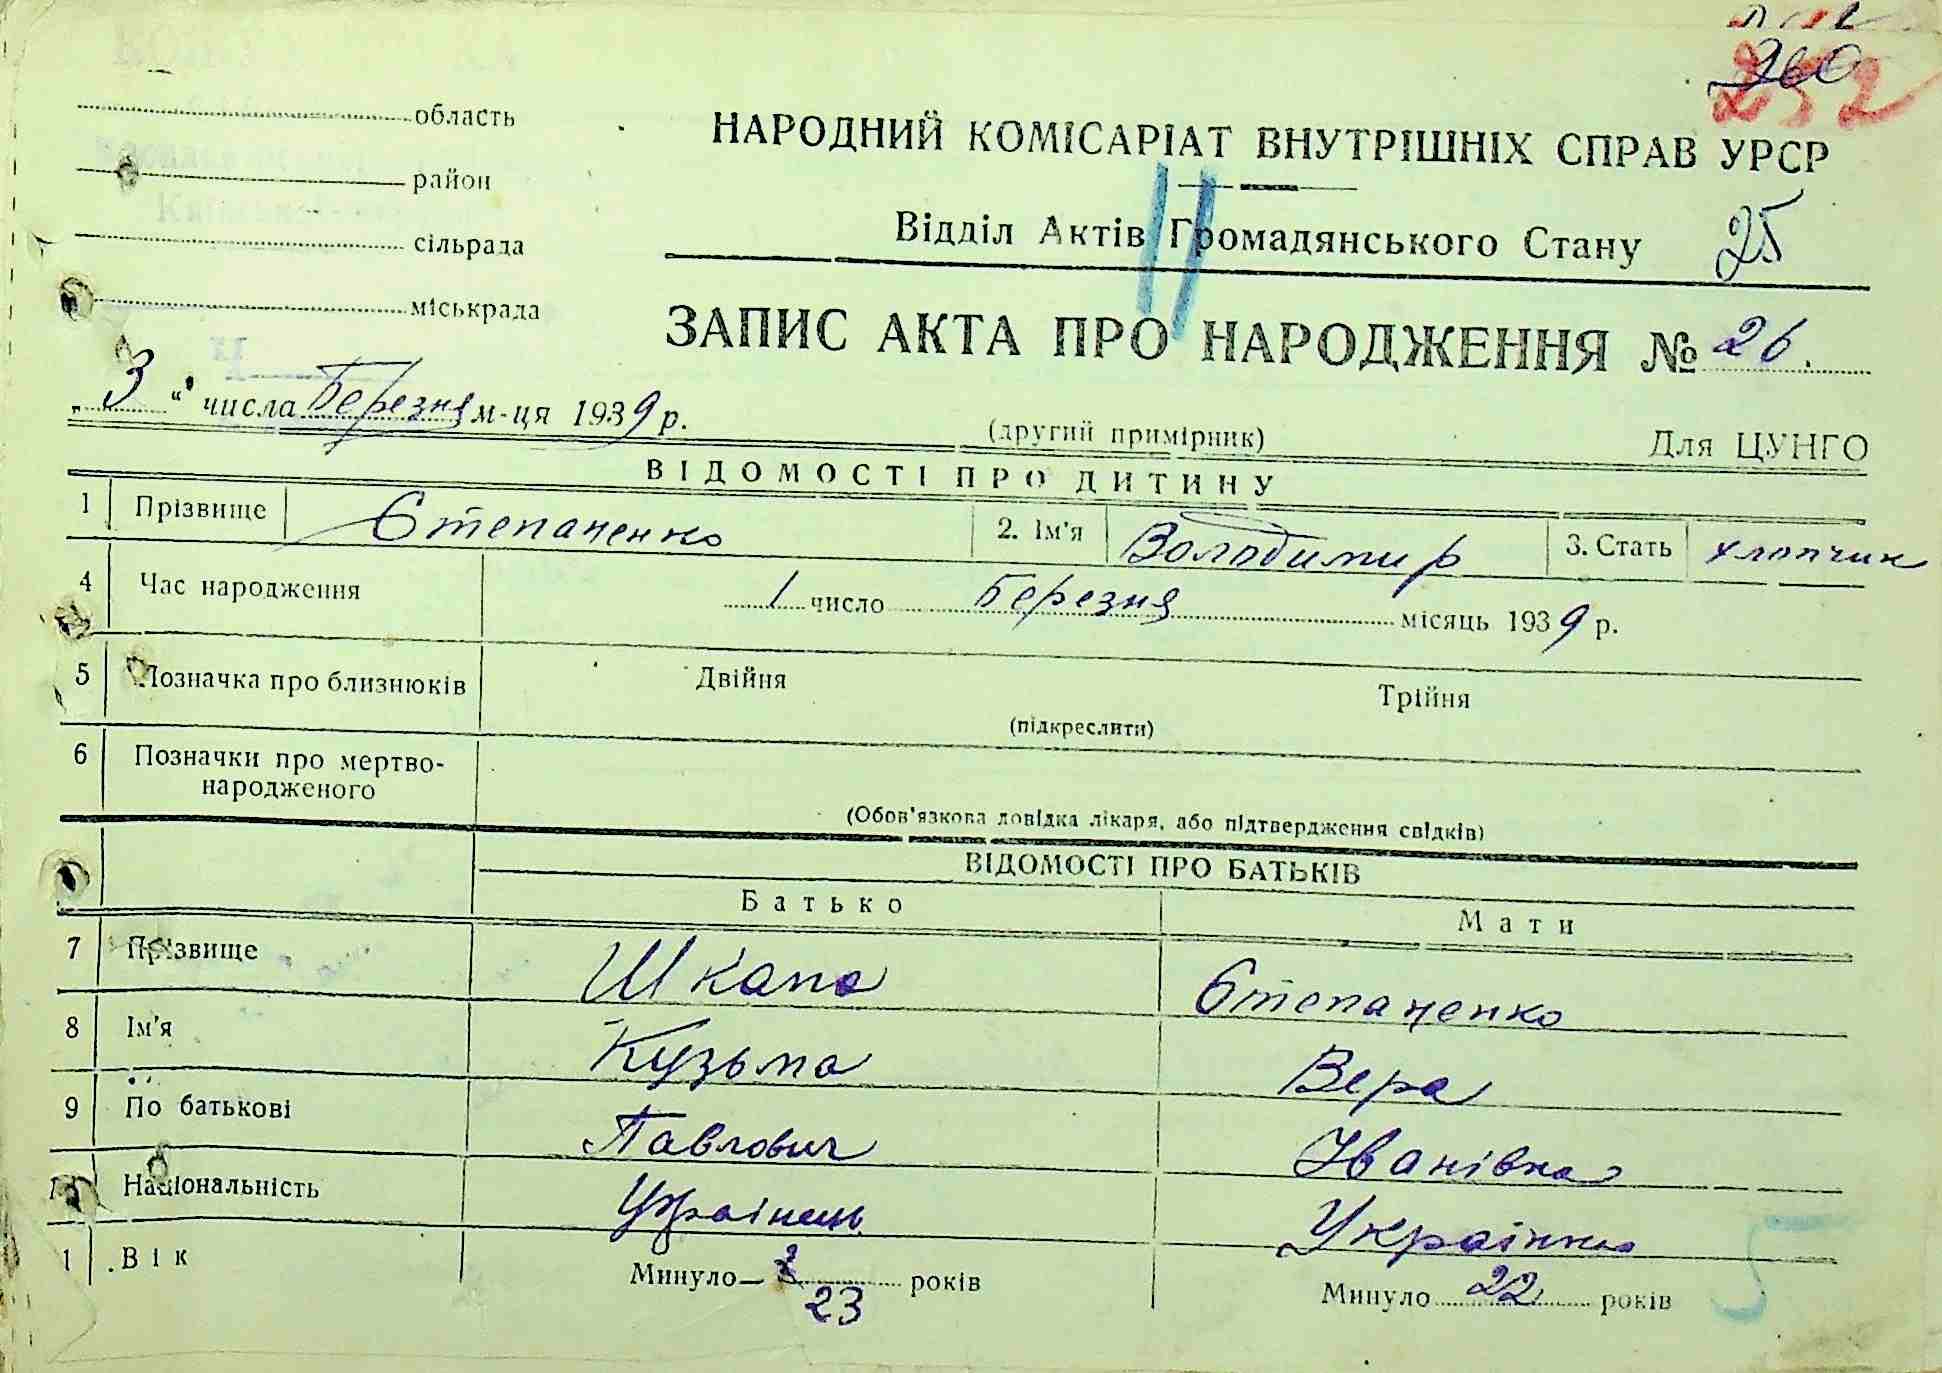 260
252
область
НАРОДНИЙ КОМІСАРІАТ ВНУТРІШНІХ СПРАВ УРСР
район
Відділ Актів Громадянського Стану 25
сільрада
міськрада
ЗАПИС АКТА ПРО НАРОДЖЕННЯ № 26.
„3“ числа Березня м-ця 1939 р.
(другий примірник) Для ЦУНГО
ВІДОМОСТІ ПРО ДИТИНУ
1 Прізвище Степаненко 2. Ім'я Володимир 3. Стать хлопчик
4 Час народження 1 число Березня місяць 1939 р.
5 Позначка про близнюків Двійня Трійня
(підкреслити)
6 Позначки про мертво-
народженого
(Обов'язкова довідка лікаря, або підтвердження свідків)
ВІДОМОСТІ ПРО БАТЬКІВ
Батько Мати
7 Прізвище Шкапа Степаненко
8 Ім'я Кузьма Вера
9 По батькові Павлович Іванівна
Національність Українець Українка
1 Вік Минуло 23 років Минуло 22 років